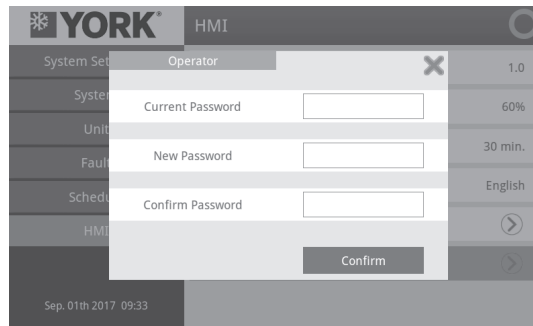 YORK®
HMI
System Set
Operator
1.0
Syste
Current Password
60%
Unit
New Password
30 min.
Fault
English
Schedu
Confirm Password
HMI
Confirm
Sep. 01th 2017 09:33